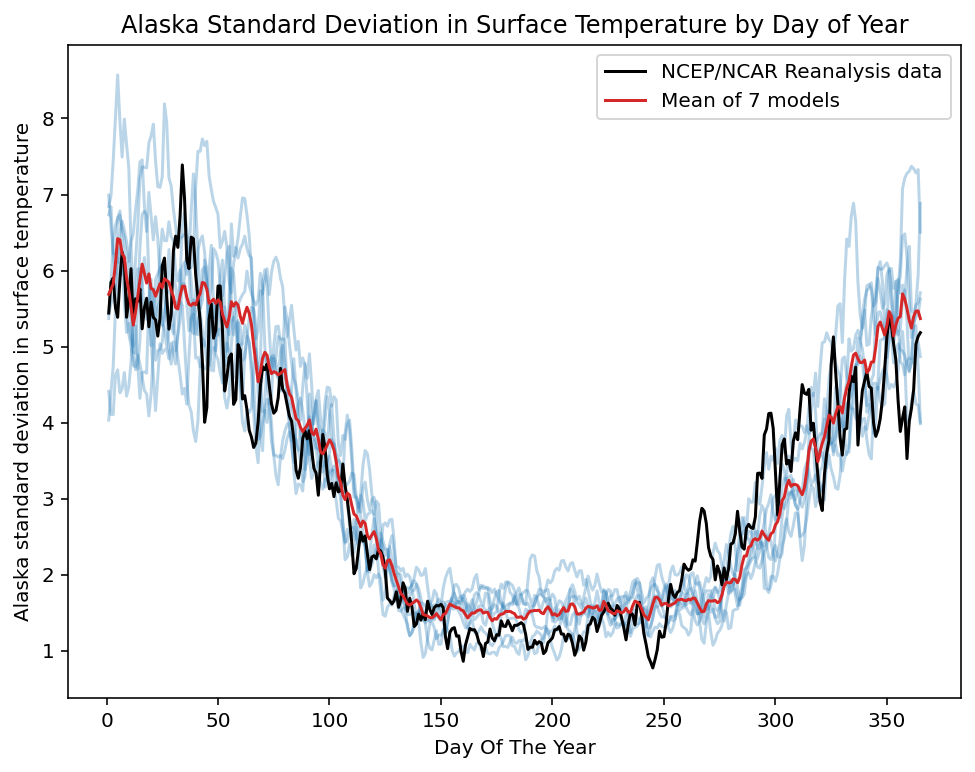 Alaska Standard Deviation in Surface Temperature by Day of Year
NCEP/NCAR Reanalysis data
Mean of 7 models
Alaska standard deviation in surface temperature
8
7
6
5
4
3
2
1
0 50 100 150 200 250 300 350
Day Of The Year